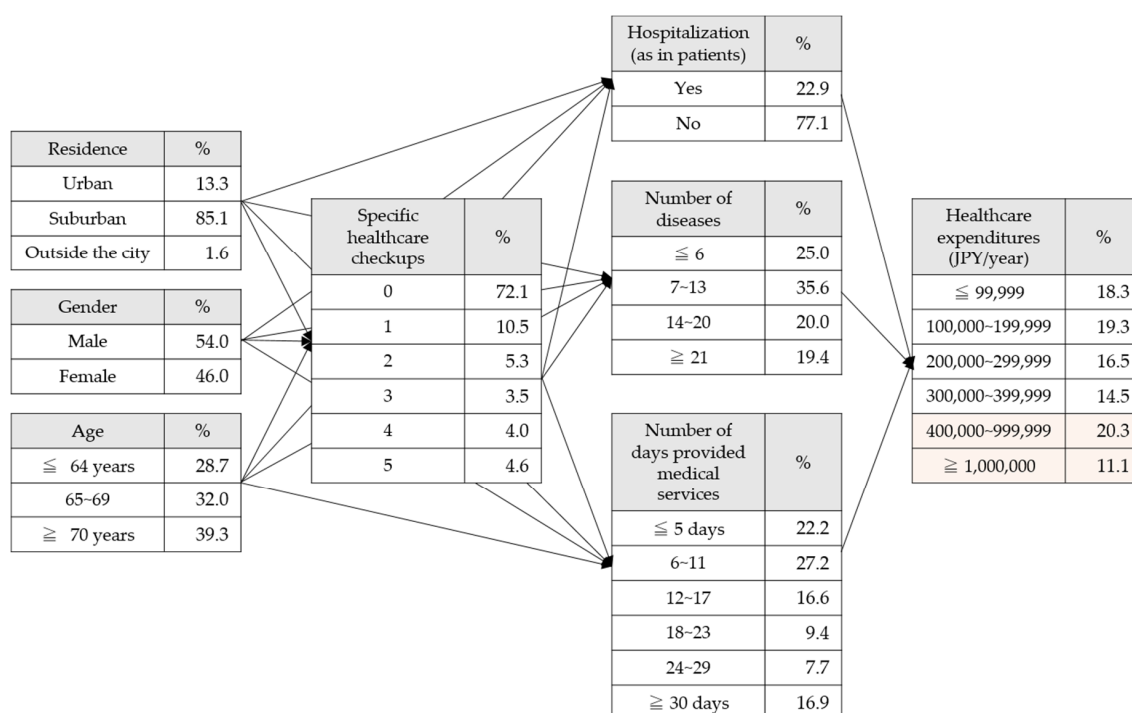 Residence %
Urban 13.3
Suburban 85.1
Outside the city 1.6
Gender %
Male 54.0
Female 46.0
Age %
≦ 64 years 28.7
65~69 32.0
≧ 70 years 39.3
Specific
healthcare
checkups %
0 72.1
1 10.5
2 5.3
3 3.5
4 4.0
5 4.6
Hospitalization
(as in patients) %
Yes 22.9
No 77.1
Number of
diseases %
≦ 6 25.0
7~13 35.6
14~20 20.0
≧ 21 19.4
Number of
days provided
medical
services %
≦ 5 days 22.2
6~11 27.2
12~17 16.6
18~23 9.4
24~29 7.7
≧ 30 days 16.9
Healthcare
expenditures
(JPY/year) %
≦ 99,999 18.3
100,000~199,999 19.3
200,000~299,999 16.5
300,000~399,999 14.5
400,000~999,999 20.3
≧ 1,000,000 11.1